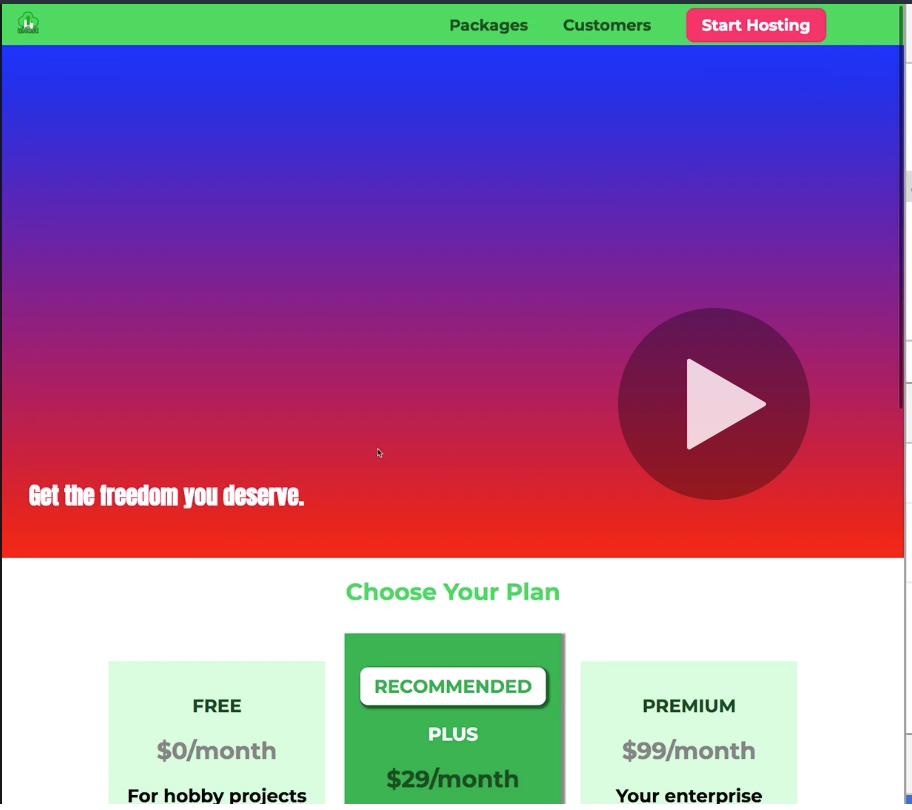 Packages Customers Start Hosting
Get the freedom you deserve.
Choose Your Plan
FREE
$0/month
For hobby projects
RECOMMENDED
PLUS
$29/month
PREMIUM
$99/month
Your enterprise